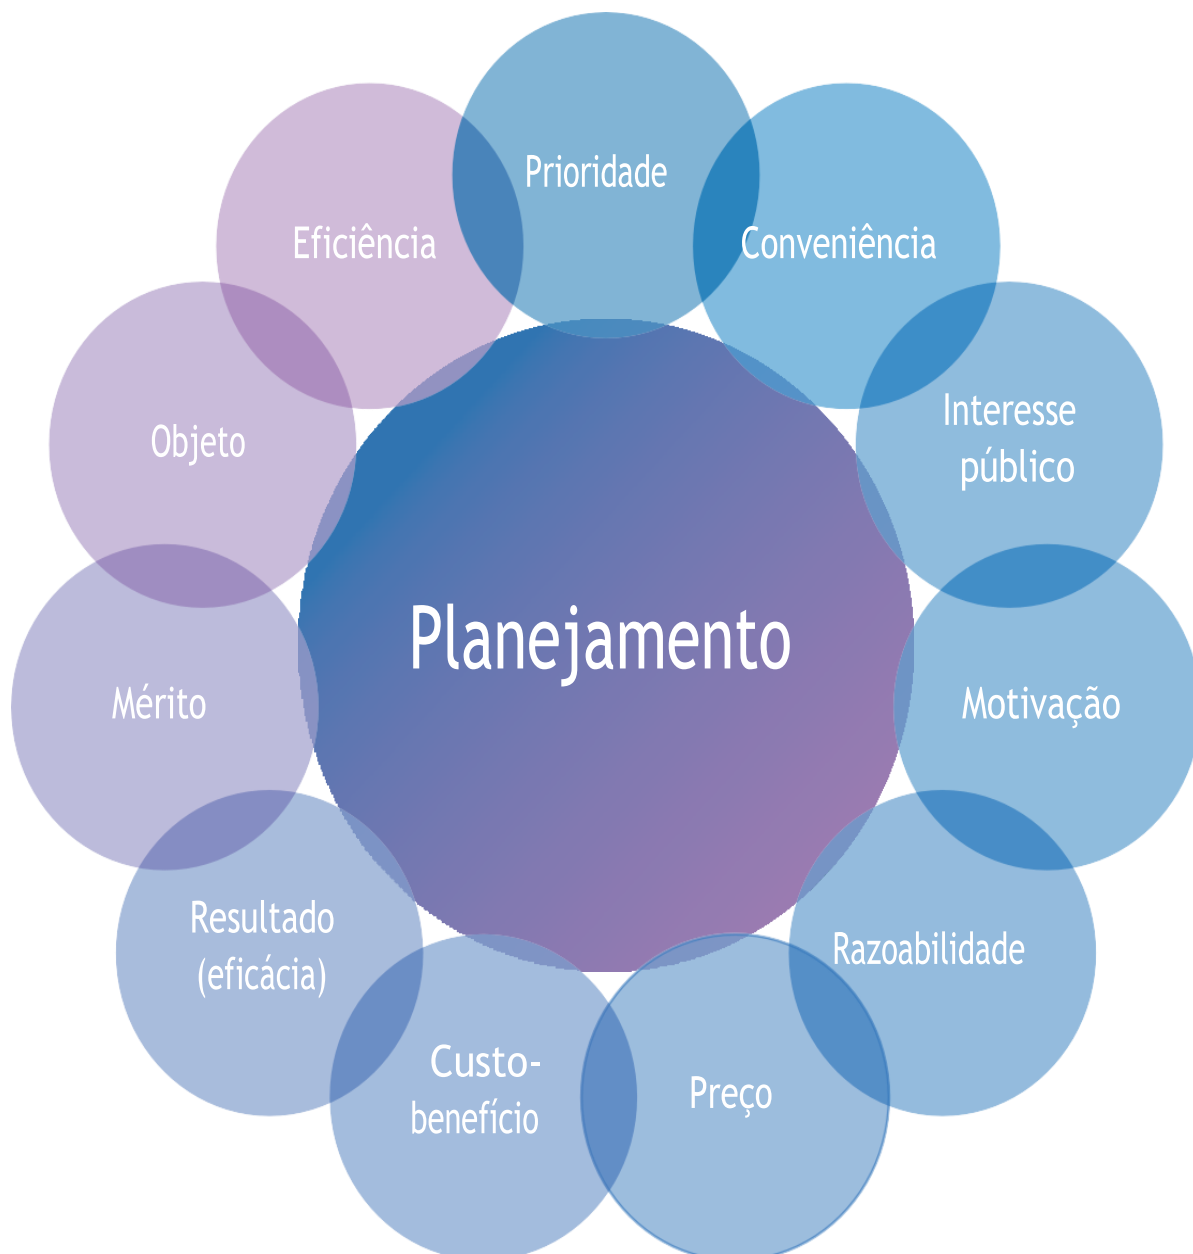 Prioridade
Conveniência
Interesse
público
Motivação
Razoabilidade
Preço
Custo-
benefício
Resultado
(eficácia)
Mérito
Objeto
Eficiência
Planejamento